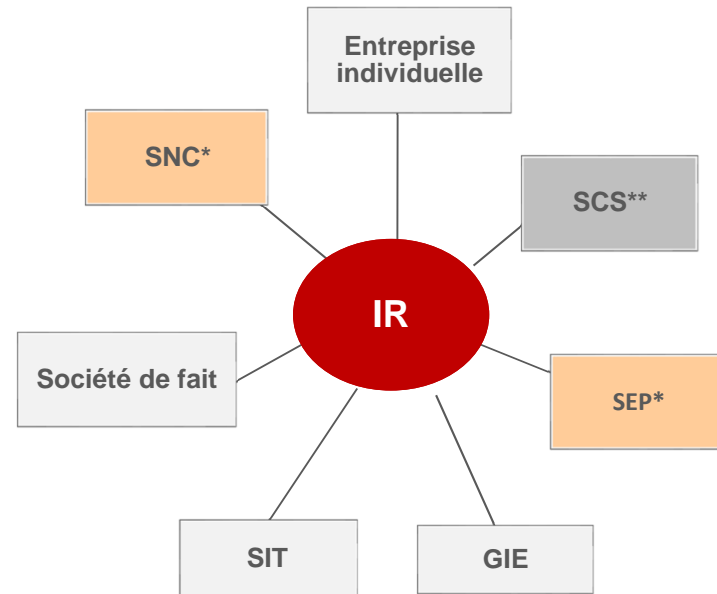 Entreprise
individuelle
SNC*
SCS**
IR
Société de fait
SEP*
SIT
GIE